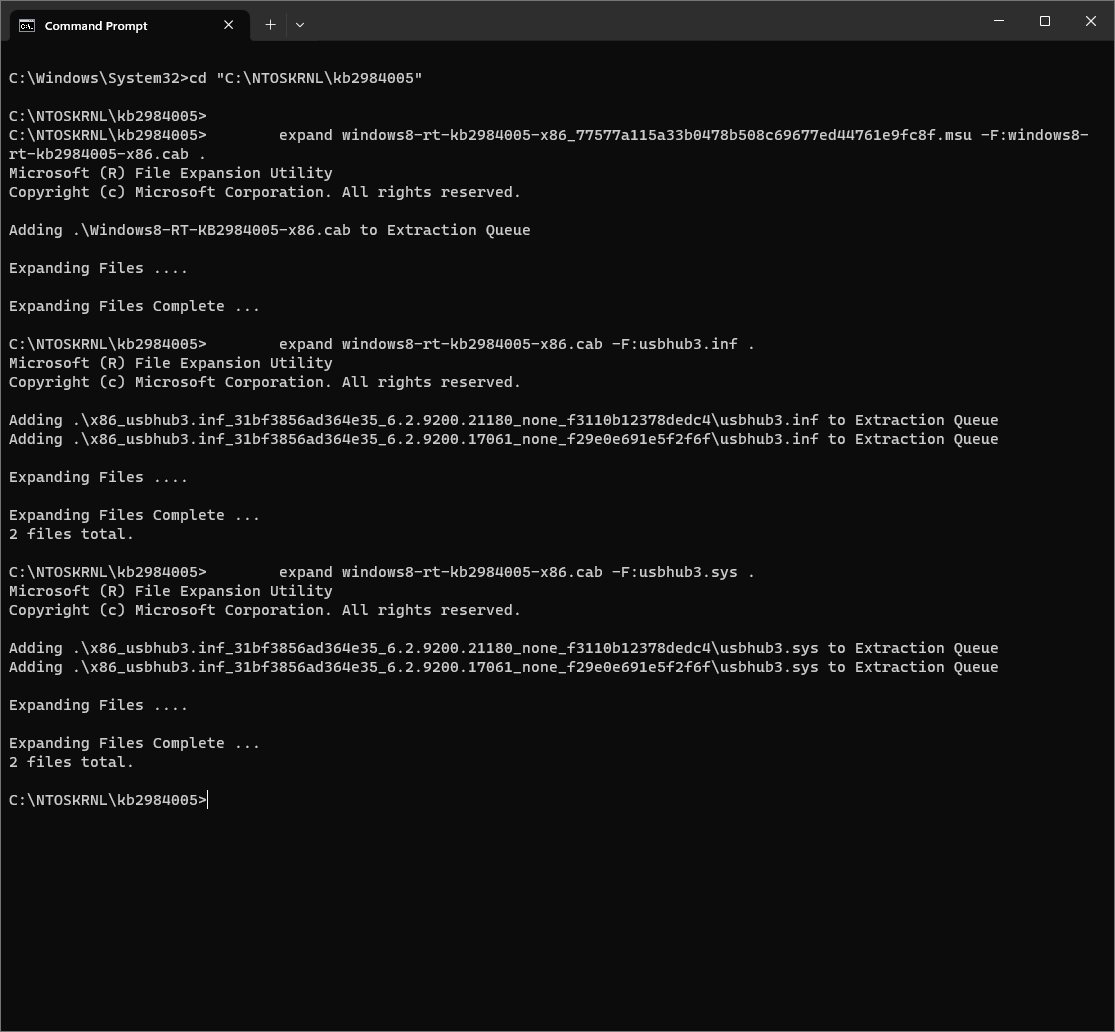 Command Prompt
C:\Windows\System32>cd "C:\NTOSKRNL\kb2984005"
C:\NTOSKRNL\kb2984005>
C:\NTOSKRNL\kb2984005>        expand windows8-rt-kb2984005-x86_77577a115a33b0478b508c69677ed44761e9fc8f.msu -F:windows8-
rt-kb2984005-x86.cab .
Microsoft (R) File Expansion Utility
Copyright (c) Microsoft Corporation. All rights reserved.
Adding .\Windows8-RT-KB2984005-x86.cab to Extraction Queue
Expanding Files ....
Expanding Files Complete ...
C:\NTOSKRNL\kb2984005>        expand windows8-rt-kb2984005-x86.cab -F:usbhub3.inf .
Microsoft (R) File Expansion Utility
Copyright (c) Microsoft Corporation. All rights reserved.
Adding .\x86_usbhub3.inf_31bf3856ad364e35_6.2.9200.21180_none_f3110b12378dedc4\usbhub3.inf to Extraction Queue
Adding .\x86_usbhub3.inf_31bf3856ad364e35_6.2.9200.17061_none_f29e0e691e5f2f6f\usbhub3.inf to Extraction Queue
Expanding Files ....
Expanding Files Complete ...
2 files total.
C:\NTOSKRNL\kb2984005>        expand windows8-rt-kb2984005-x86.cab -F:usbhub3.sys .
Microsoft (R) File Expansion Utility
Copyright (c) Microsoft Corporation. All rights reserved.
Adding .\x86_usbhub3.inf_31bf3856ad364e35_6.2.9200.21180_none_f3110b12378dedc4\usbhub3.sys to Extraction Queue
Adding .\x86_usbhub3.inf_31bf3856ad364e35_6.2.9200.17061_none_f29e0e691e5f2f6f\usbhub3.sys to Extraction Queue
Expanding Files ....
Expanding Files Complete ...
2 files total.
C:\NTOSKRNL\kb2984005>